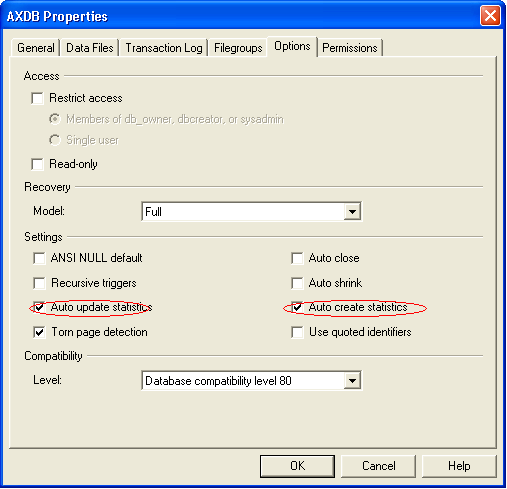 AXDB Properties
General Data Files Transaction Log Filegroups Options Permissions
Access
Restrict access
Members of db_owner, dbcreator, or sysadmin
Single user
Read-only
Recovery
Model: Full
Settings
ANSI NULL default Auto close
Recursive triggers Auto shrink
Auto update statistics Auto create statistics
Torn page detection Use quoted identifiers
Compatibility
Level: Database compatibility level 80
OK Cancel Help